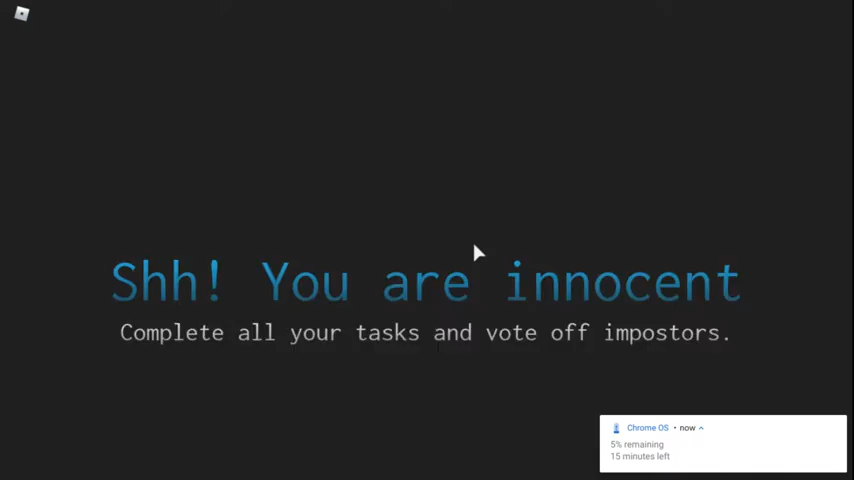 Shh! You are innocent
Complete all your tasks and vote off impostors.
Chrome OS • now
5% remaining
15 minutes left